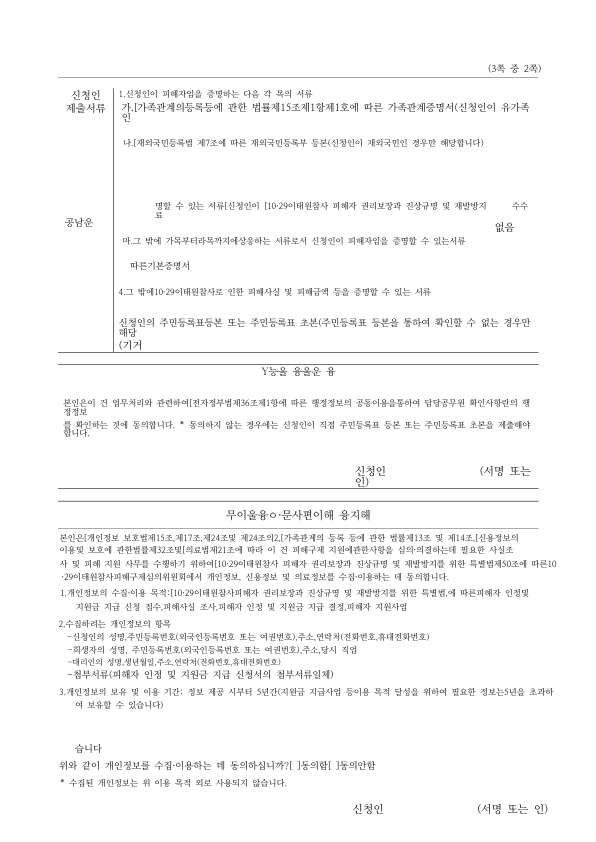 (3쪽 중 2쪽)
신청인
제출서류
1.신청인이 피해자임을 증명하는 다음 각 목의 서류
가.[가족관계의등록등에 관한 법률제15조제1항제1호에 따른 가족관계증명서(신청인이 유가족
인
나.[재외국민등록법 제7조에 따른 재외국민등록부 등본(신청인이 재외국민인 경우만 해당합니다)
명할 수 있는 서류[신청인이 [10·29이태원참사 피해자 권리보장과 진상규명 및 재발방지 수수
료
공남운
없음
마.그 밖에 가목부터라목까지에상응하는 서류로서 신청인이 피해자임을 증명할 수 있는서류
따른기본증명서
4.그 밖에10·29이태원참사로 인한 피해사실 및 피해금액 등을 증명할 수 있는 서류
신청인의 주민등록표등본 또는 주민등록표 초본(주민등록표 등본을 통하여 확인할 수 없는 경우만
해당
(기거
Y능율 융율운 융
본인은이 건 업무처리와 관련하여[전자정부법제36조제1항에 따른 행정정보의 공동이용을통하여 담당공무원 확인사항란의 행
정정보
를 확인하는 것에 동의합니다. * 동의하지 않는 경우에는 신청인이 직접 주민등록표 등본 또는 주민등록표 초본을 제출해야
합니다.
신청인 (서명 또는
인)
무이울융ㅇ·문사편이해 융지해
본인은[개인정보 보호법제15조,제17조,제24조및 제24조의2,[가족관계의 등록 등에 관한 법률제13조 및 제14조,[신용정보의
이용및 보호에 관한법률제32조및[의료법제21조에 따라 이 건 피해구제 지원에관한사항을 심의·의결하는데 필요한 사실조
사 및 피해 지원 사무를 수행하기 위하여[10·29이태원참사 피해자 권리보장과 진상규명 및 재발방지를 위한 특별법제50조에 따른10
·29이태원참사피해구제심의위원회에서 개인정보, 신용정보 및 의료정보를 수집·이용하는 데 동의합니다.
1.개인정보의 수집·이용 목적:[10·29이태원참사피해자 권리보장과 진상규명 및 재발방지를 위한 특별법,에 따른피해자 인정및
지원금 지급 신청 접수,피해사실 조사,피해자 인정 및 지원금 지급 결정,피해자 지원사업
2.수집하려는 개인정보의 항목
-신청인의 성명,주민등록번호(외국인등록번호 또는 여권번호),주소,연락처(전화번호,휴대전화번호)
-희생자의 성명, 주민등록번호(외국인등록번호 또는 여권번호),주소,당시 직업
-대리인의 성명,생년월일,주소,연락처(전화번호,휴대전화번호)
-첨부서류(피해자 인정 및 지원금 지급 신청서의 첨부서류일체)
3.개인정보의 보유 및 이용 기간: 정보 제공 시부터 5년간(지원금 지급사업 등이용 목적 달성을 위하여 필요한 정보는5년을 초과하
여 보유할 수 있습니다)
습니다
위와 같이 개인정보를 수집·이용하는 데 동의하십니까?[ ]동의함[ ]동의안함
* 수집된 개인정보는 위 이용 목적 외로 사용되지 않습니다.
신청인 (서명 또는 인)